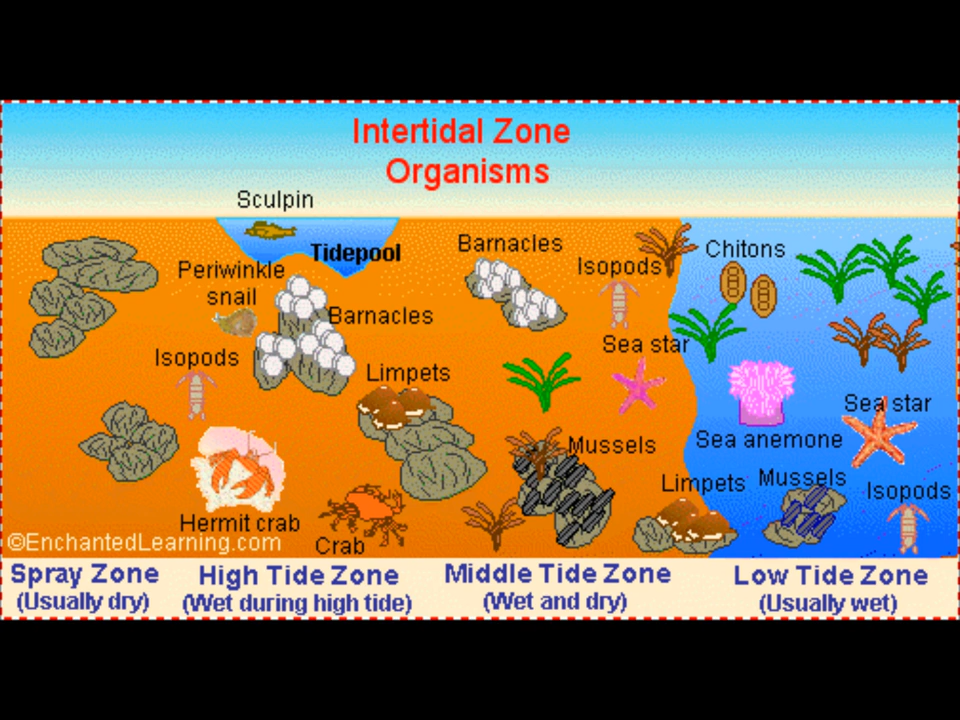 Intertidal Zone
Organisms
Sculpin
Tidepool
Periwinkle
snail
Barnacles
Isopods
Limpets
Hermit crab
Crab
Barnacles
Isopods
Sea star
Mussels
Limpets
Chitons
Sea anemone
Sea star
Mussels
Isopods
©EnchantedLearning.com
Spray Zone
(Usually dry)
High Tide Zone
(Wet during high tide)
Middle Tide Zone
(Wet and dry)
Low Tide Zone
(Usually wet)